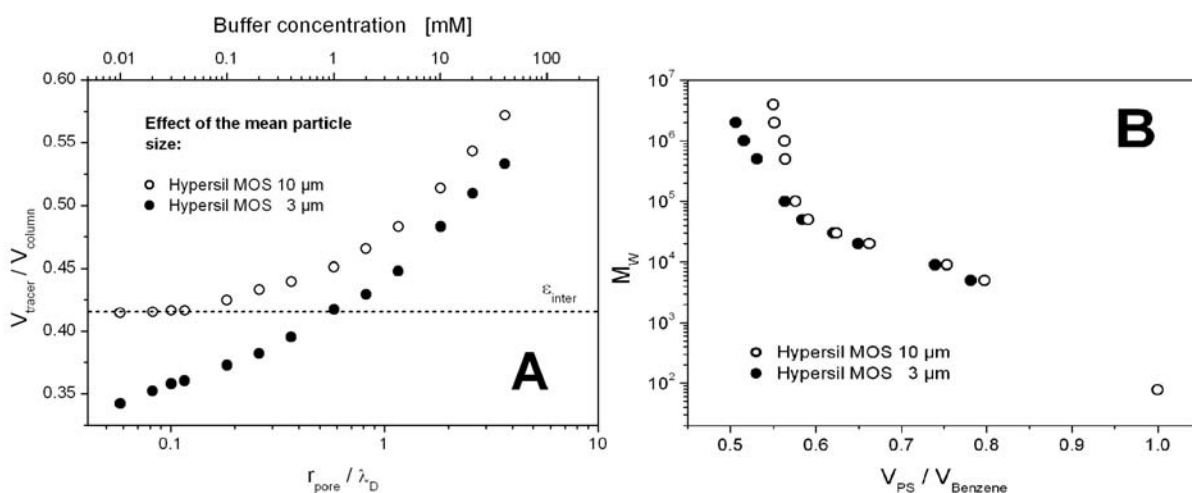 Buffer concentration [mM]
0.01 0.1 1 10 100
0.60
0.55
0.50
0.45
0.40
0.35
V_tracer / V_column
Effect of the mean particle
size:
Hypersil MOS 10 µm
Hypersil MOS 3 µm
ε_inter
A
0.1 1 10
r_pore / λ_D
10^7
10^6
10^5
10^4
10^3
10^2
M_W
B
Hypersil MOS 10 µm
Hypersil MOS 3 µm
0.5 0.6 0.7 0.8 0.9 1.0
V_PS / V_Benzene